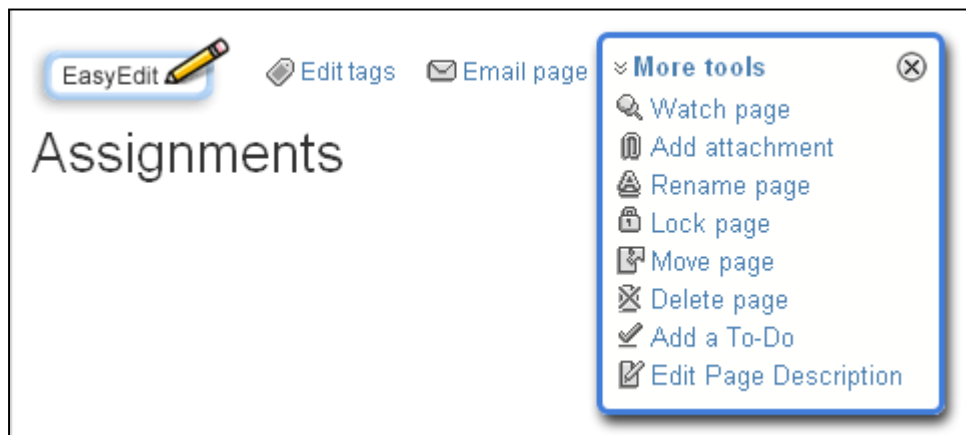 EasyEdit Edit tags Email page
Assignments
More tools
Watch page
Add attachment
Rename page
Lock page
Move page
Delete page
Add a To-Do
Edit Page Description